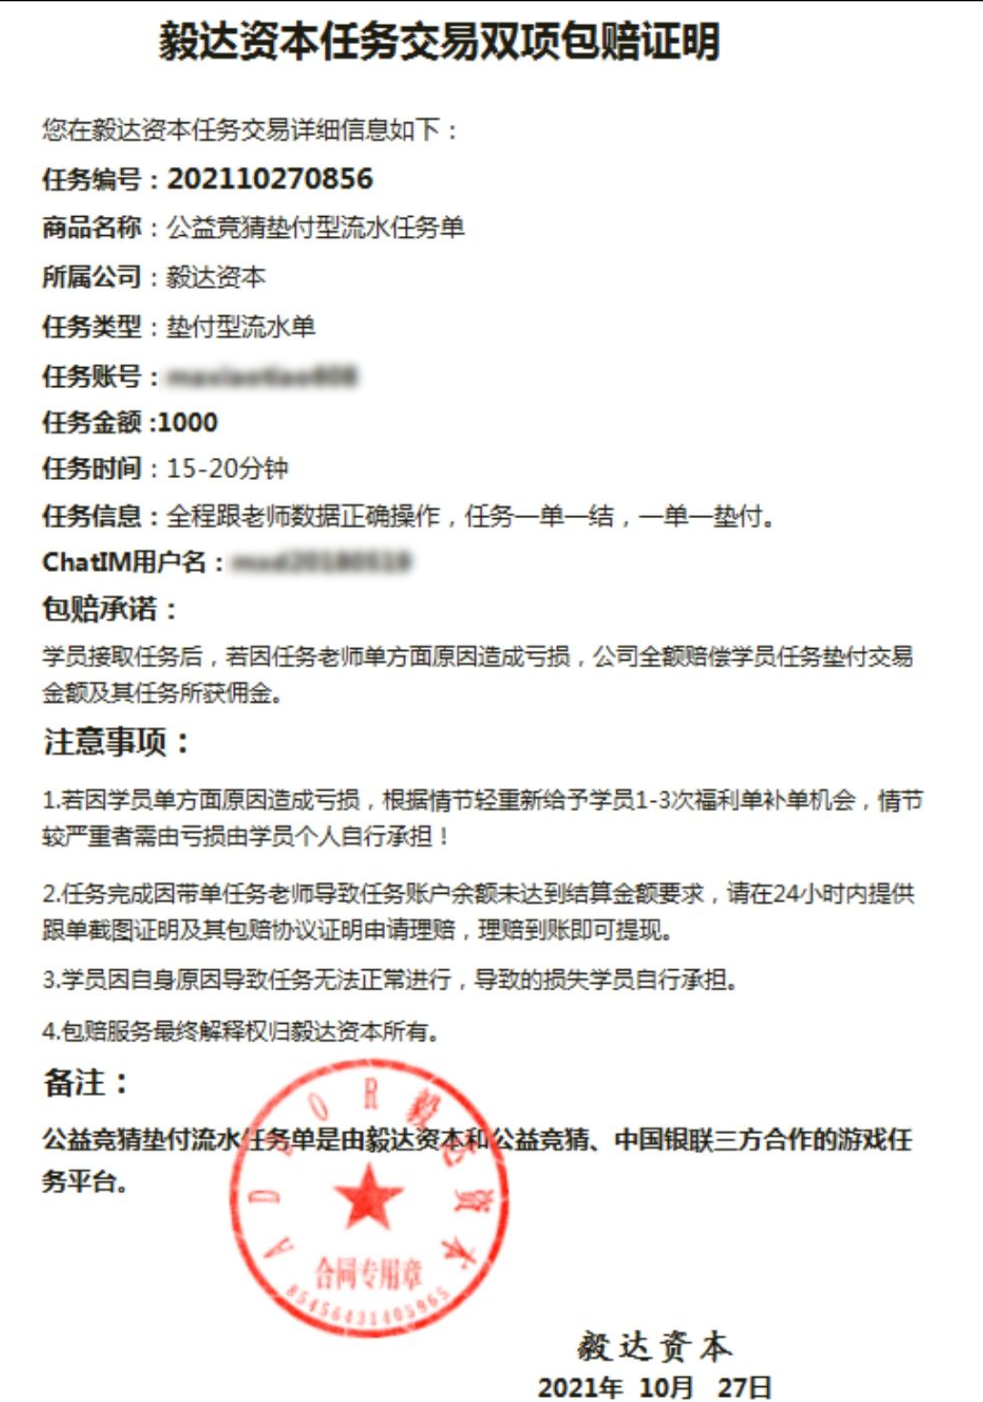 毅达资本任务交易双项包赔证明
您在毅达资本任务交易详细信息如下：
任务编号：202110270856
商品名称：公益竞猜垫付型流水任务单
所属公司：毅达资本
任务类型：垫付型流水单
任务账号：
任务金额:1000
任务时间：15-20分钟
任务信息：全程跟老师数据正确操作，任务一单一结，一单一垫付。
ChatIM用户名：
包赔承诺：
学员接取任务后，若因任务老师单方面原因造成亏损，公司全额赔偿学员任务垫付交易
金额及其任务所获佣金。
注意事项：
1.若因学员单方面原因造成亏损，根据情节轻重新给予学员1-3次福利单补单机会，情节
较严重者需由亏损由学员个人自行承担！
2.任务完成因带单任务老师导致任务账户余额未达到结算金额要求，请在24小时内提供
跟单截图证明及其包赔协议证明申请理赔，理赔到账即可提现。
3.学员因自身原因导致任务无法正常进行，导致的损失学员自行承担。
4.包赔服务最终解释权归毅达资本所有。
备注：
公益竞猜垫付流水任务单是由毅达资本和公益竞猜、中国银联三方合作的游戏任
务平台。
毅达资本
合同专用章
毅达资本
2021年 10月 27日